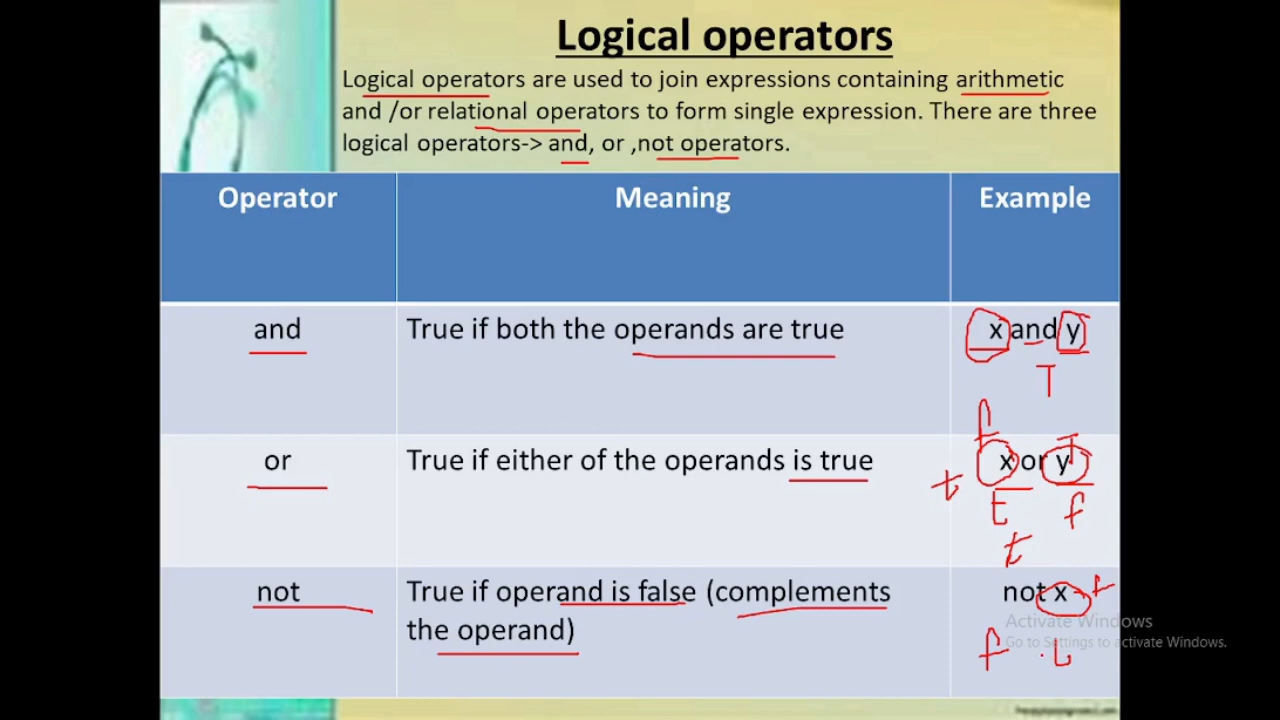 Logical operators
Logical operators are used to join expressions containing arithmetic
and /or relational operators to form single expression. There are three
logical operators-> and, or ,not operators.
Operator Meaning Example
and True if both the operands are true x and y
T
f T
or True if either of the operands is true x or y
t
t f
t
not True if operand is false (complements not x
the operand)
Activate Windows
Go to Settings to activate Windows.
f